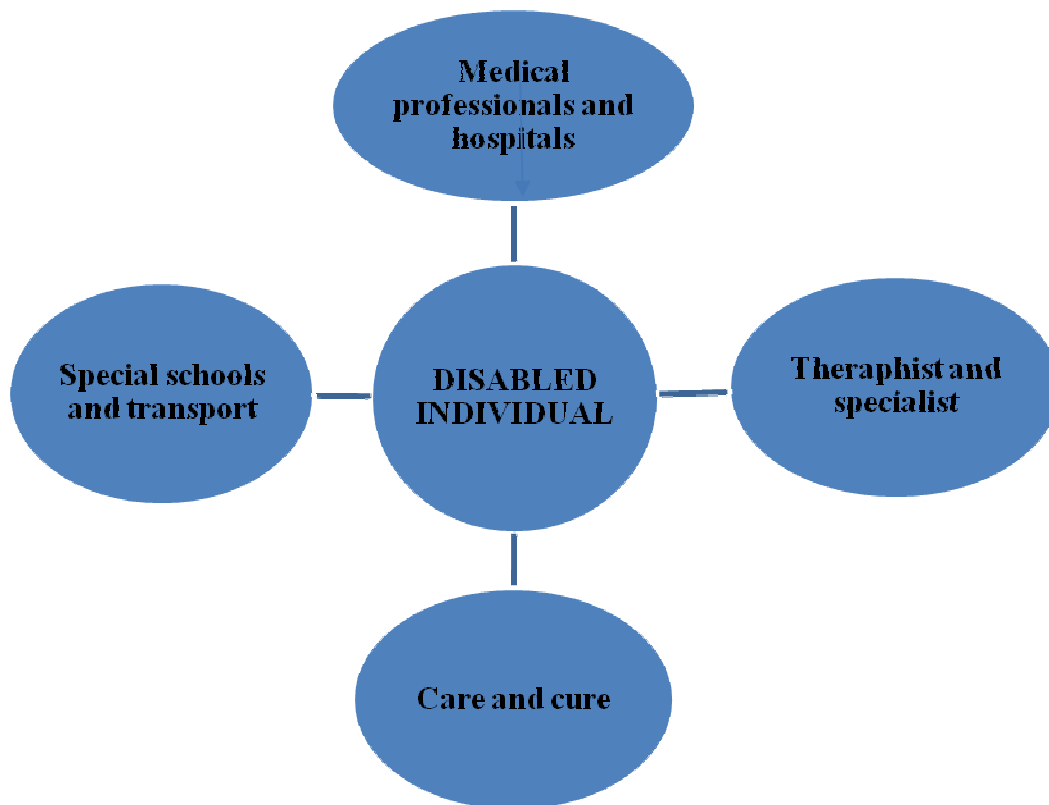 Medical
professionals and
hospitals
Special schools
and transport
DISABLED
INDIVIDUAL
Theraphist and
specialist
Care and cure